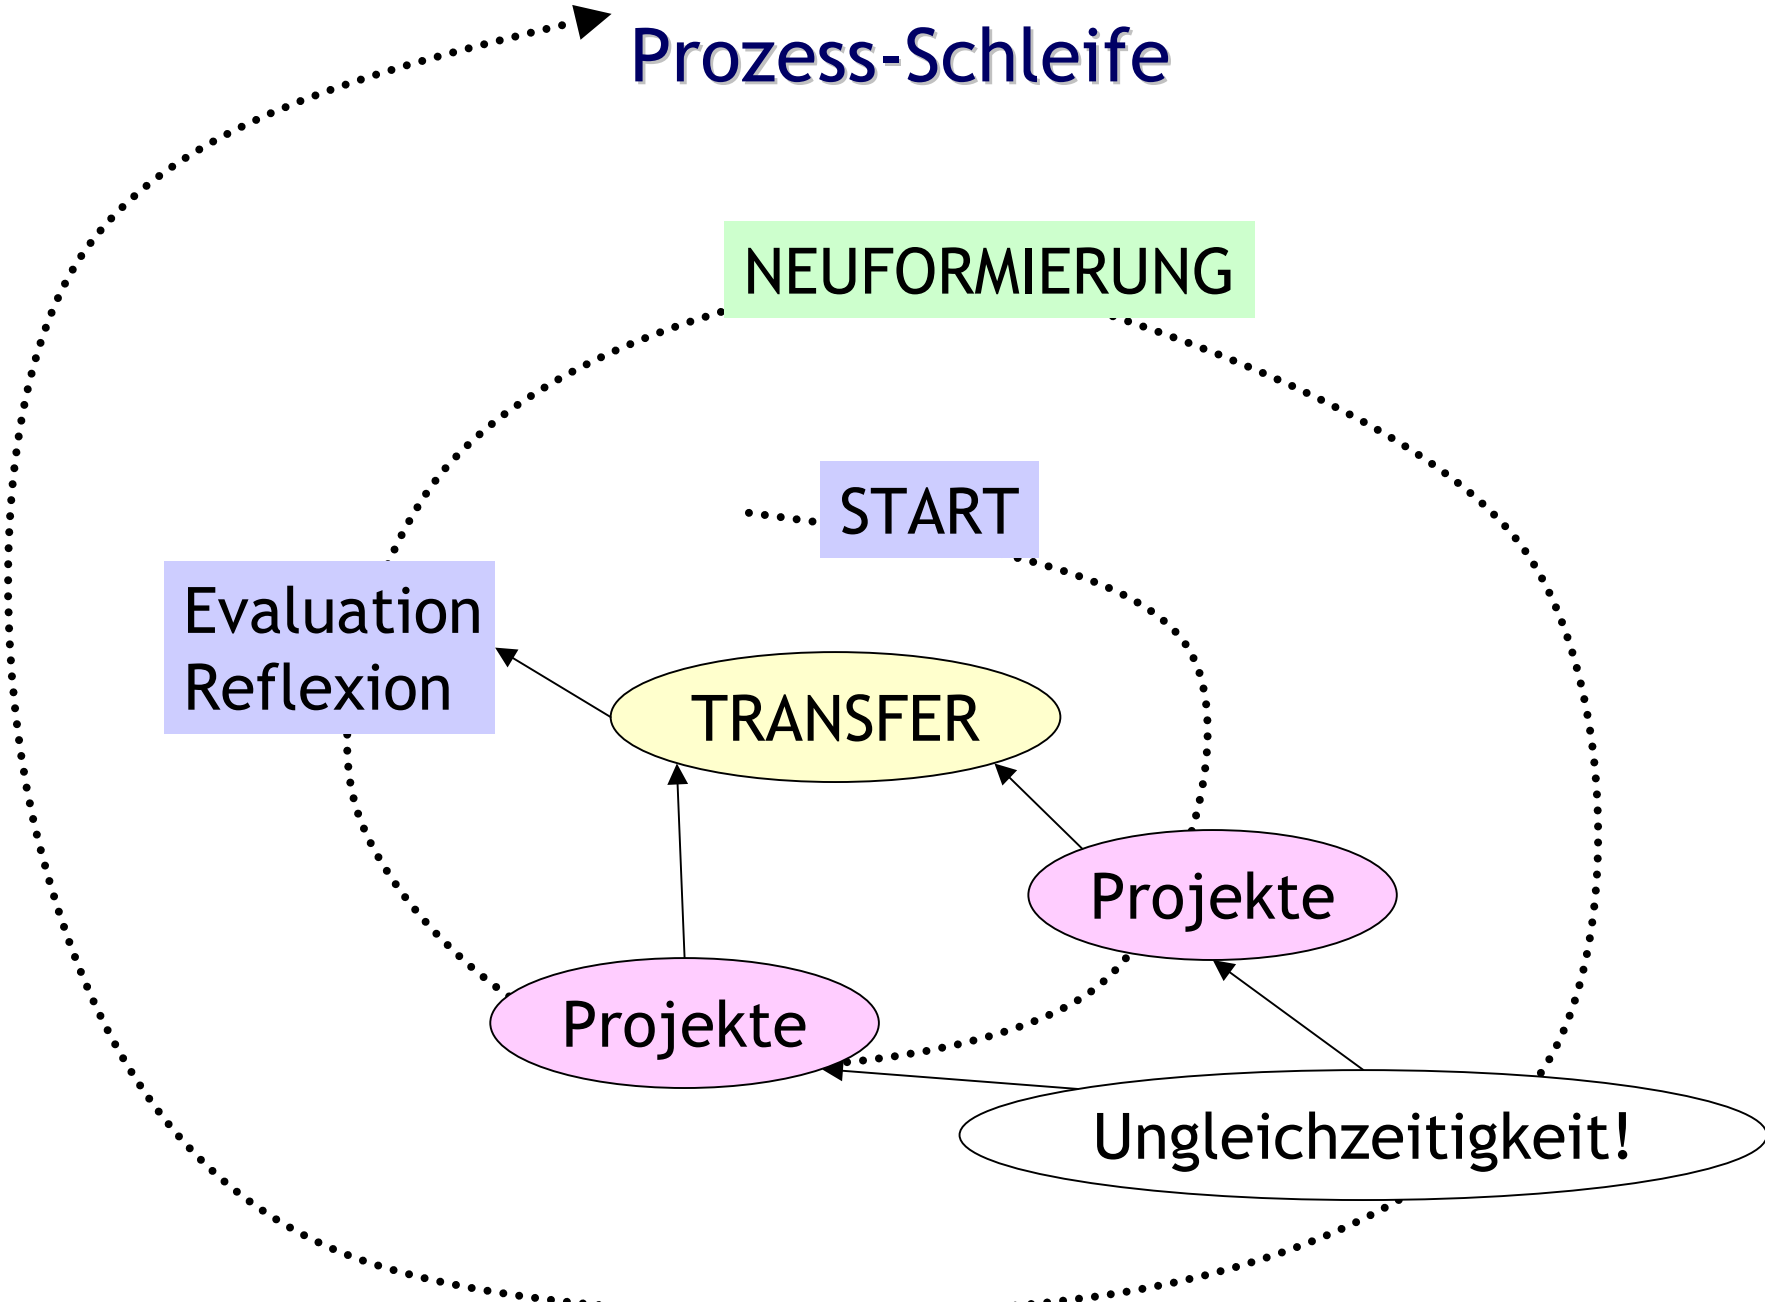 Prozess-Schleife
NEUFORMIERUNG
START
Evaluation
Reflexion
TRANSFER
Projekte
Projekte
Ungleichzeitigkeit!